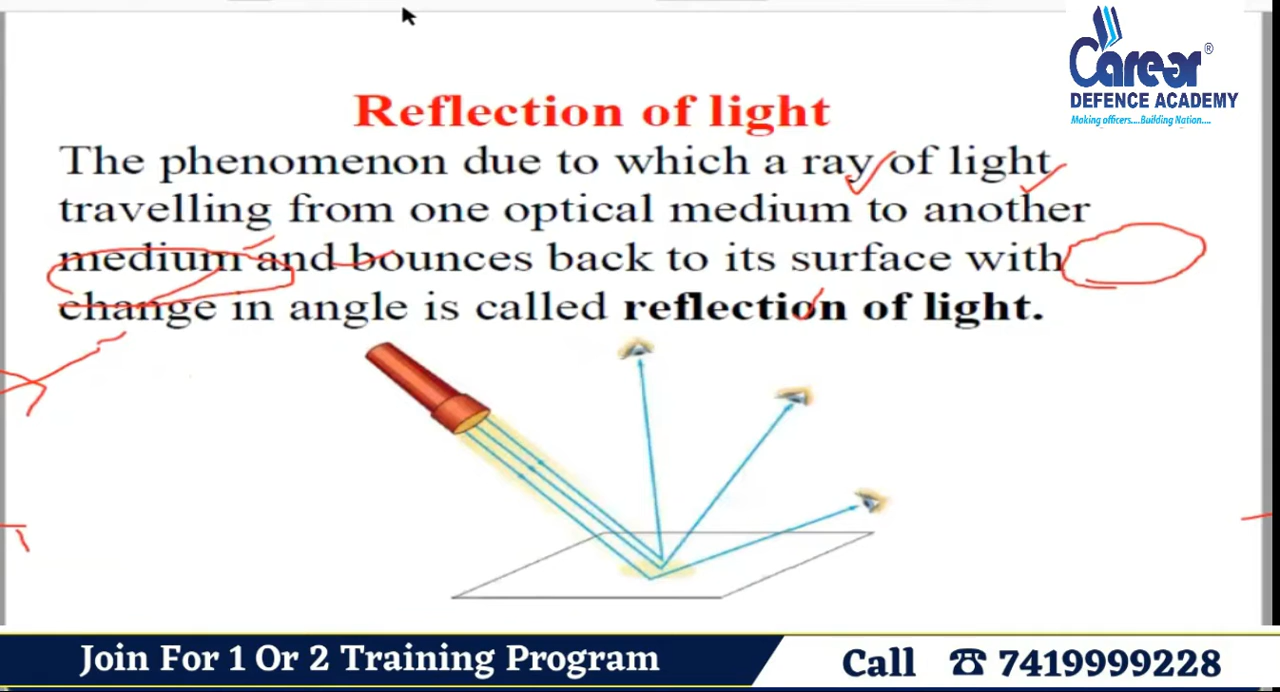 Carear®
DEFENCE ACADEMY
Making officers....Building Nation....
Reflection of light
The phenomenon due to which a ray of light
travelling from one optical medium to another
medium and bounces back to its surface with
change in angle is called reflection of light.
Join For 1 Or 2 Training Program
Call ☎ 7419999228